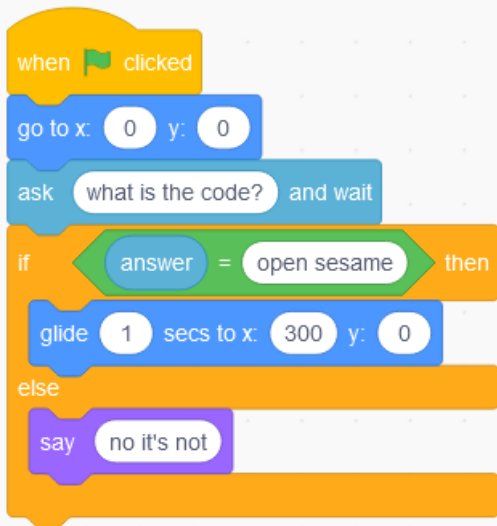 when clicked
go to x: 0 y: 0
ask what is the code? and wait
if answer = open sesame then
glide 1 secs to x: 300 y: 0
else
say no it's not